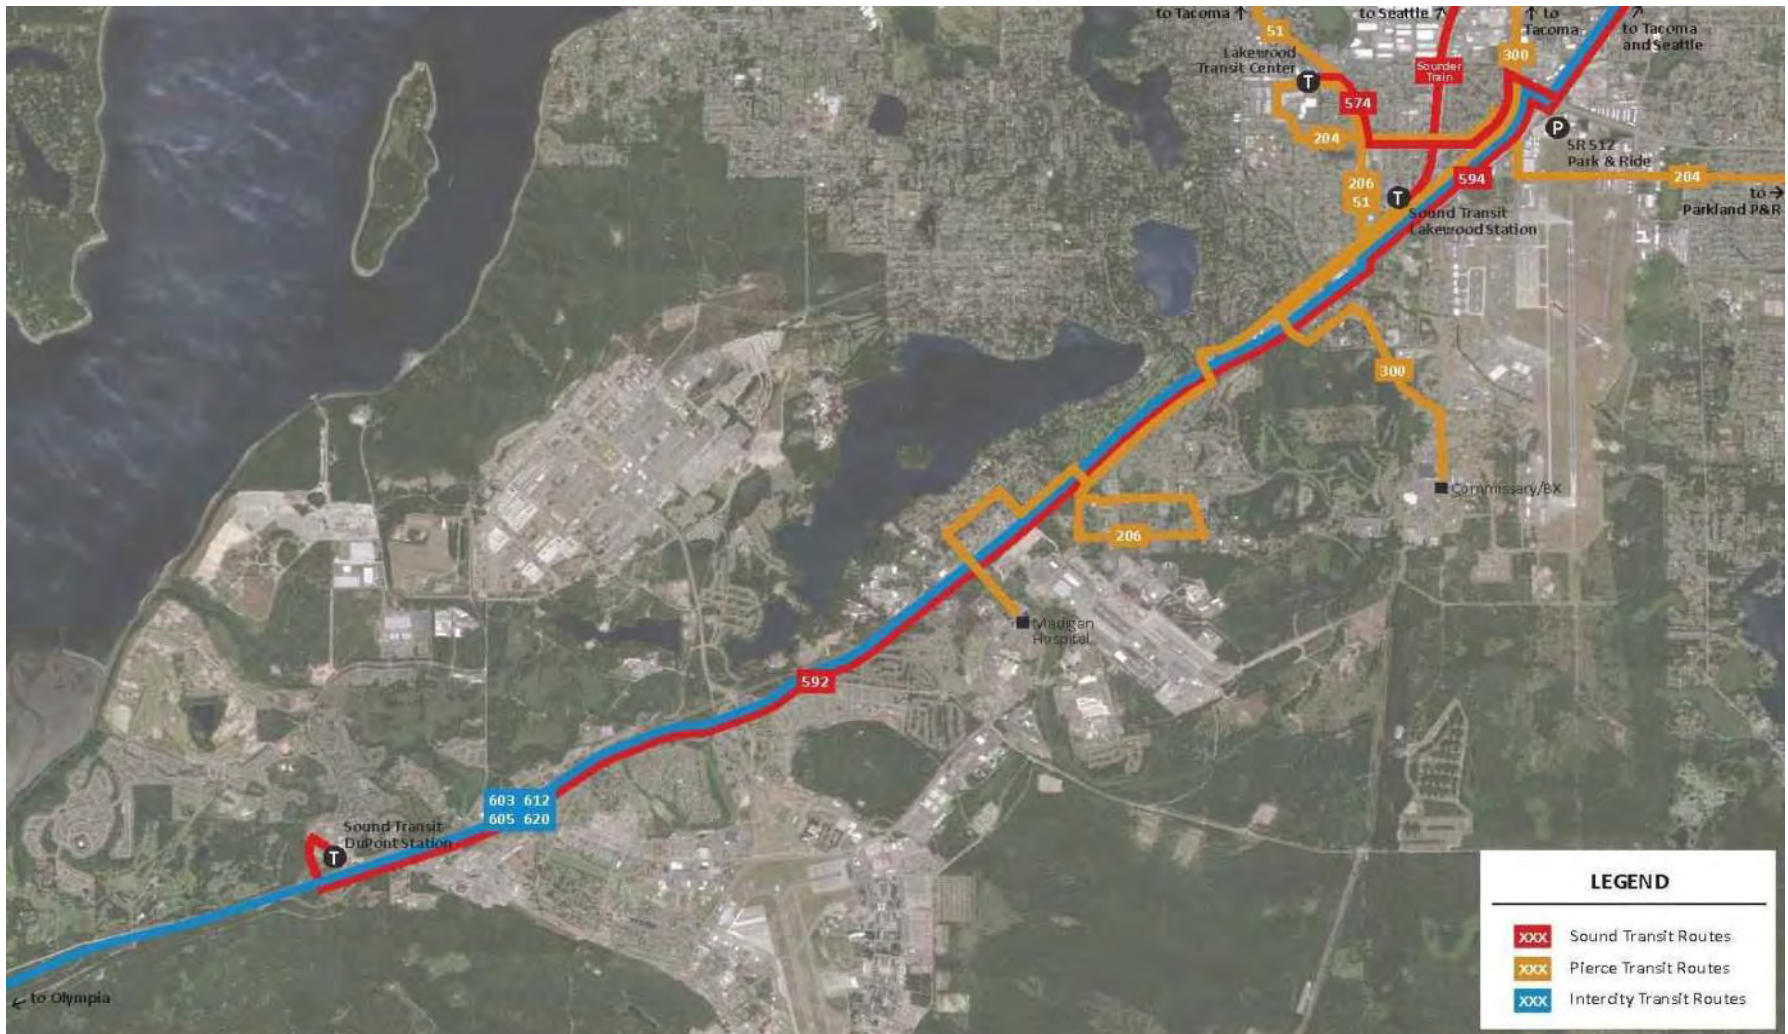 to Tacoma ↑
to Seattle ↗
↑ to
Tacoma
↗
to Tacoma
and Seattle
51
Lakewood
Transit Center
T
300
Sounder
Train
574
204
P
SR 512
Park & Ride
594
204
206
51
T
Sound Transit
Lakewood Station
to →
Parkland P&R
300
Commissary/BX
206
Madigan
Hospital
592
603 612
605 620
Sound Transit
DuPont Station
T
← to Olympia
LEGEND
XXX Sound Transit Routes
XXX Pierce Transit Routes
XXX Intercity Transit Routes